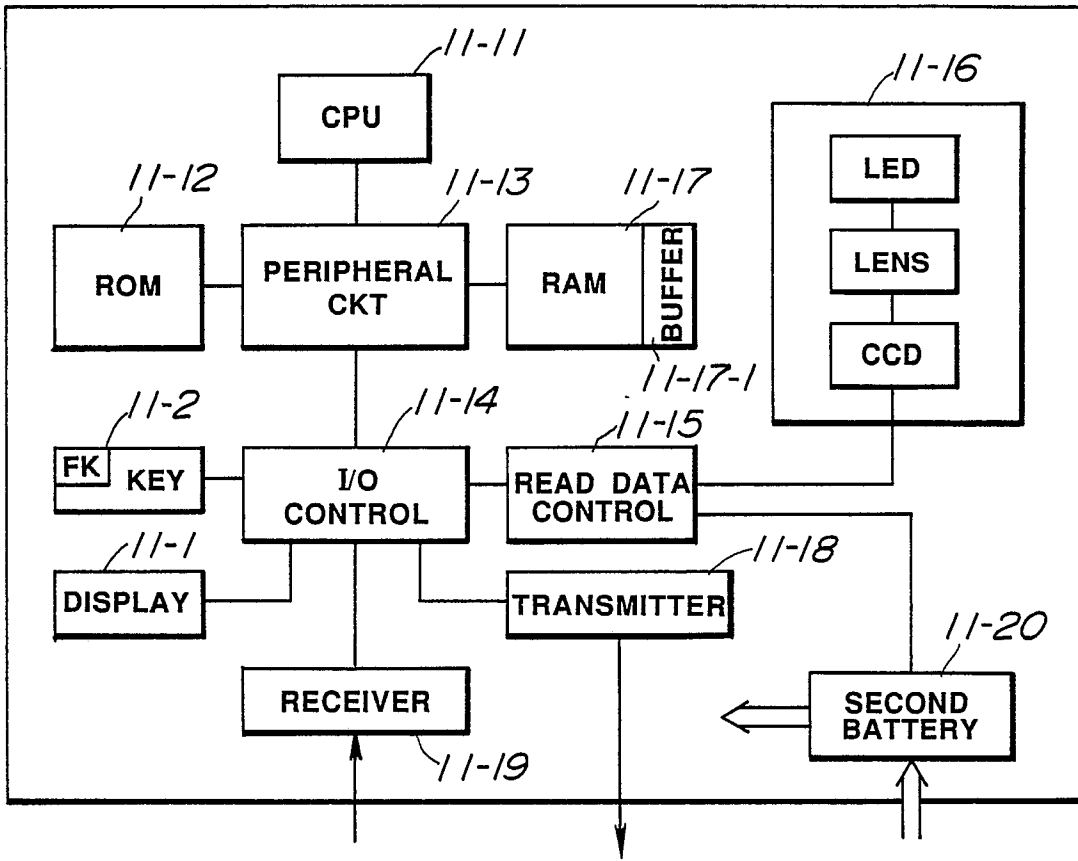 11-11
CPU
11-16
LED
LENS
CCD
11-12
ROM
11-13
PERIPHERAL
CKT
11-17
RAM
BUFFER
11-17-1
11-2
FK
KEY
11-14
I/O
CONTROL
11-15
READ DATA
CONTROL
11-1
DISPLAY
11-18
TRANSMITTER
RECEIVER
11-19
11-20
SECOND
BATTERY